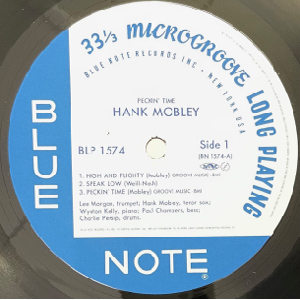 33 1/3 MICROGROOVE LONG PLAYING
BLUE NOTE RECORDS INC · NEW YORK USA
PECKIN' TIME
HANK MOBLEY
BLP 1574
Side 1
(BN 1574-A)
1. HIGH AND FLIGHTY (Mobley) GROOVE MUSIC-BMI
2. SPEAK LOW (Weill-Nash)
3. PECKIN' TIME (Mobley) GROOVE MUSIC-BMI
Lee Morgan, trumpet; Hank Mobley, tenor sax;
Wynton Kelly, piano; Paul Chambers, bass;
Charlie Persip, drums.
BLUE
NOTE